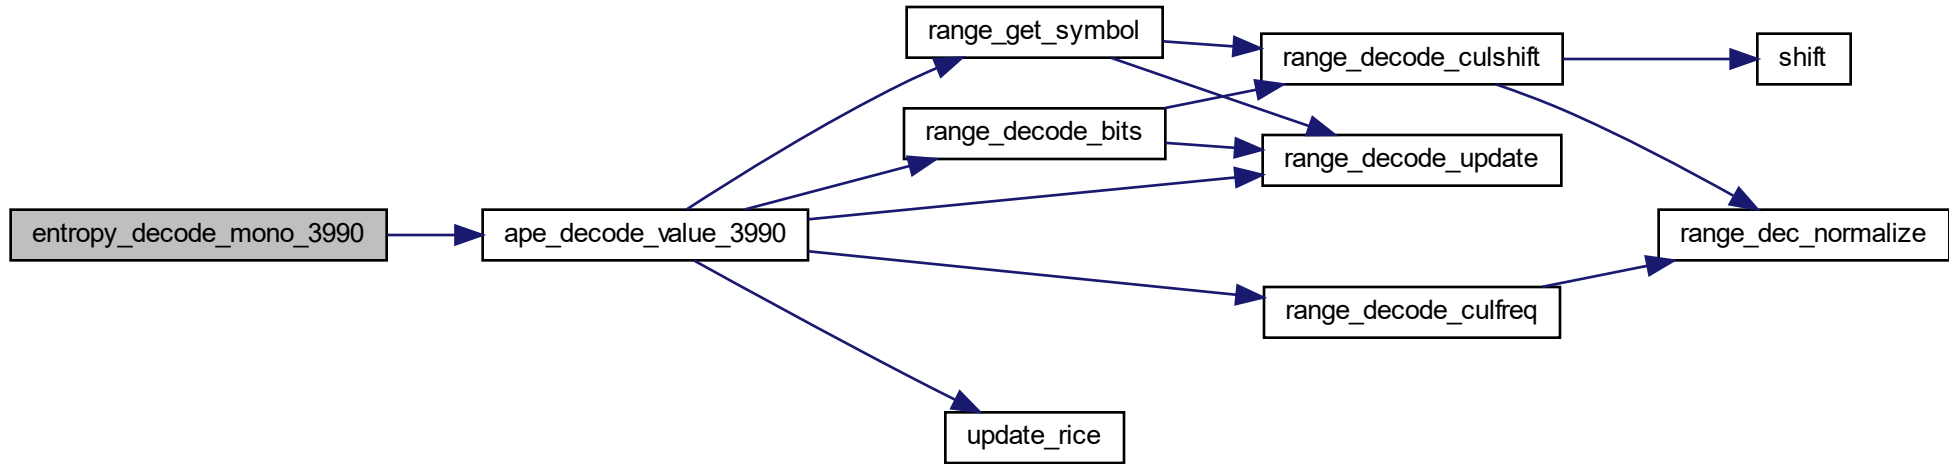 range_get_symbol
range_decode_culshift
shift
range_decode_bits
range_decode_update
entropy_decode_mono_3990
ape_decode_value_3990
range_dec_normalize
range_decode_culfreq
update_rice